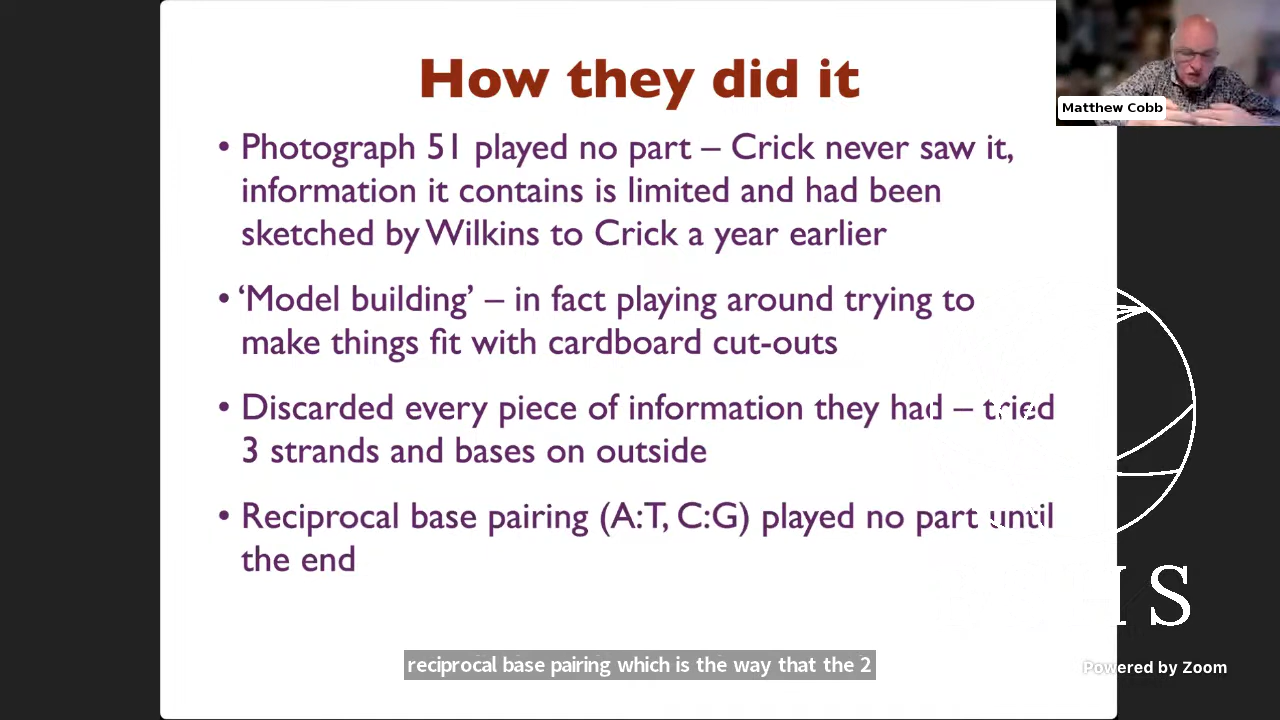 How they did it
• Photograph 51 played no part – Crick never saw it,
information it contains is limited and had been
sketched by Wilkins to Crick a year earlier
• ‘Model building’ – in fact playing around trying to
make things fit with cardboard cut-outs
• Discarded every piece of information they had – tried
3 strands and bases on outside
• Reciprocal base pairing (A:T, C:G) played no part until
the end
Matthew Cobb
S
reciprocal base pairing which is the way that the 2
Powered by Zoom